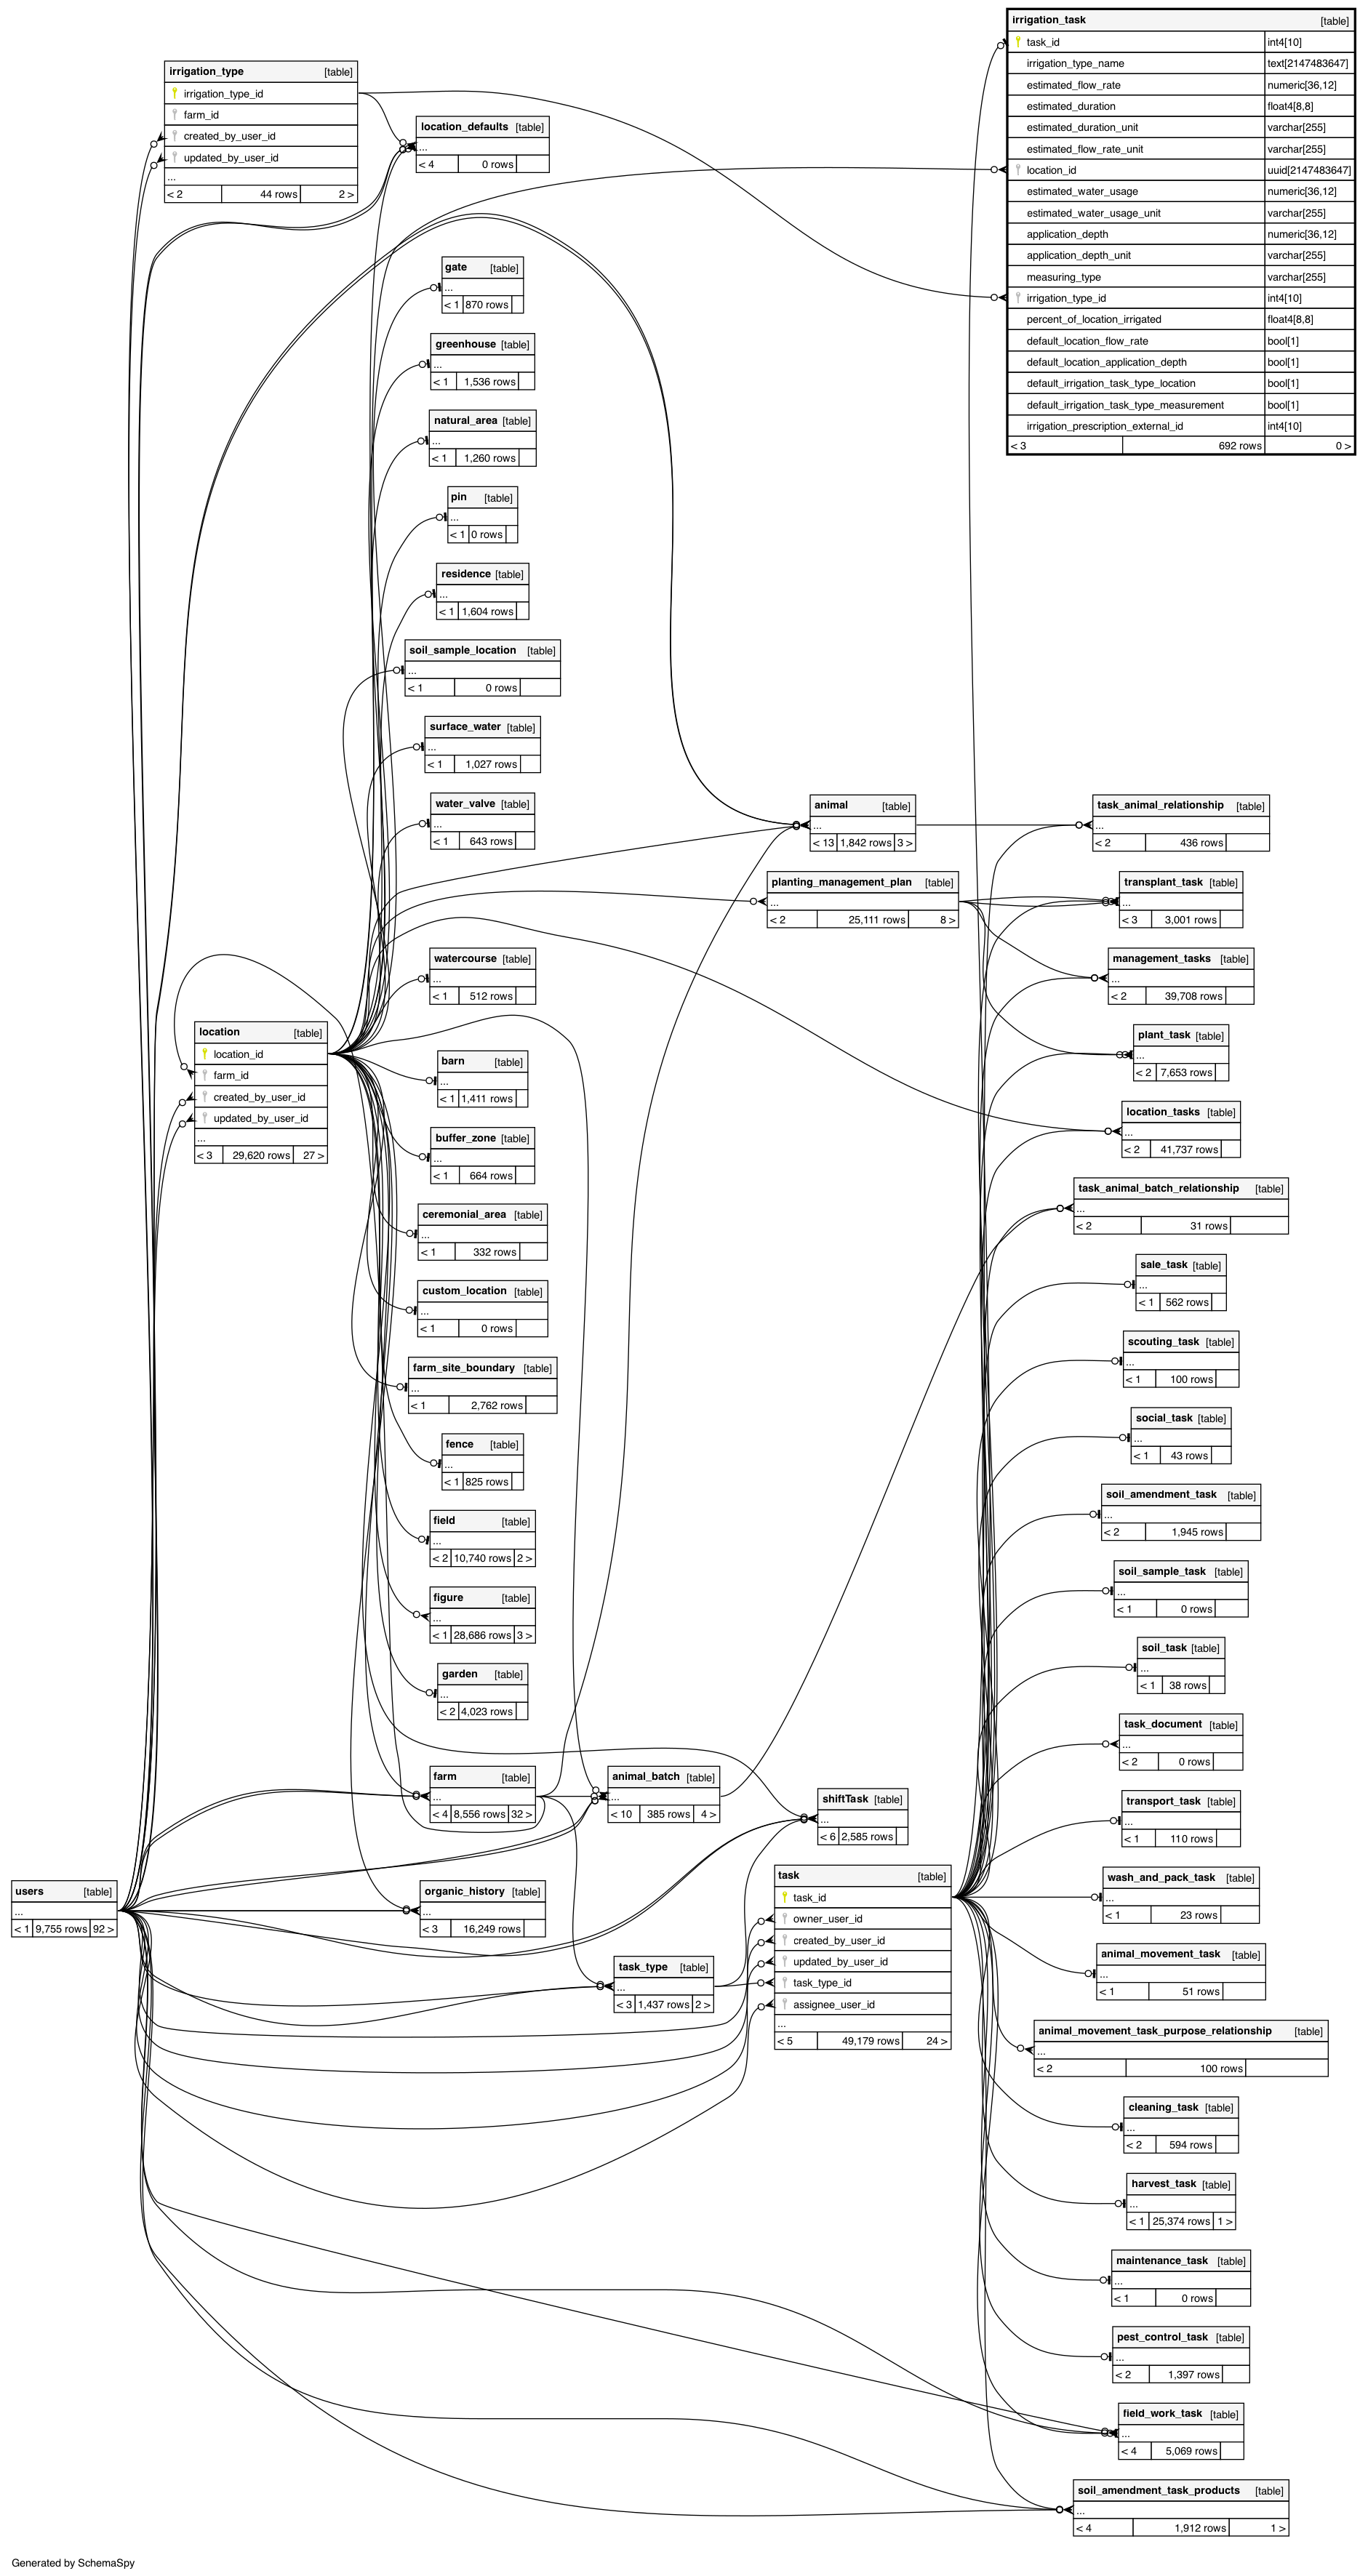 irrigation_task [table]
task_id int4[10]
irrigation_type_name text[2147483647]
estimated_flow_rate numeric[36,12]
estimated_duration float4[8,8]
estimated_duration_unit varchar[255]
estimated_flow_rate_unit varchar[255]
location_id uuid[2147483647]
estimated_water_usage numeric[36,12]
estimated_water_usage_unit varchar[255]
application_depth numeric[36,12]
application_depth_unit varchar[255]
measuring_type varchar[255]
irrigation_type_id int4[10]
percent_of_location_irrigated float4[8,8]
default_location_flow_rate bool[1]
default_location_application_depth bool[1]
default_irrigation_task_type_location bool[1]
default_irrigation_task_type_measurement bool[1]
irrigation_prescription_external_id int4[10]
< 3 692 rows 0 >
irrigation_type [table]
irrigation_type_id
farm_id
created_by_user_id
updated_by_user_id
...
< 2 44 rows 2 >
location_defaults [table]
...
< 4 0 rows
gate [table]
...
< 1 870 rows
greenhouse [table]
...
< 1 1,536 rows
natural_area [table]
...
< 1 1,260 rows
pin [table]
...
< 1 0 rows
residence [table]
...
< 1 1,604 rows
soil_sample_location [table]
...
< 1 0 rows
surface_water [table]
...
< 1 1,027 rows
water_valve [table]
...
< 1 643 rows
animal [table]
...
< 13 1,842 rows 3 >
task_animal_relationship [table]
...
< 2 436 rows
planting_management_plan [table]
...
< 2 25,111 rows 8 >
transplant_task [table]
...
< 3 3,001 rows
watercourse [table]
...
< 1 512 rows
management_tasks [table]
...
< 2 39,708 rows
location [table]
location_id
farm_id
created_by_user_id
updated_by_user_id
...
< 3 29,620 rows 27 >
plant_task [table]
...
< 2 7,653 rows
barn [table]
...
< 1 1,411 rows
location_tasks [table]
...
< 2 41,737 rows
buffer_zone [table]
...
< 1 664 rows
task_animal_batch_relationship [table]
...
< 2 31 rows
ceremonial_area [table]
...
< 1 332 rows
sale_task [table]
...
< 1 562 rows
custom_location [table]
...
< 1 0 rows
scouting_task [table]
...
< 1 100 rows
farm_site_boundary [table]
...
< 1 2,762 rows
social_task [table]
...
< 1 43 rows
fence [table]
...
< 1 825 rows
soil_amendment_task [table]
...
< 2 1,945 rows
field [table]
...
< 2 10,740 rows 2 >
soil_sample_task [table]
...
< 1 0 rows
figure [table]
...
< 1 28,686 rows 3 >
soil_task [table]
...
< 1 38 rows
garden [table]
...
< 2 4,023 rows
task_document [table]
...
< 2 0 rows
farm [table]
...
< 4 8,556 rows 32 >
animal_batch [table]
...
< 10 385 rows 4 >
shiftTask [table]
...
< 6 2,585 rows
transport_task [table]
...
< 1 110 rows
users [table]
...
< 1 9,755 rows 92 >
organic_history [table]
...
< 3 16,249 rows
task [table]
task_id
owner_user_id
created_by_user_id
updated_by_user_id
task_type_id
assignee_user_id
...
< 5 49,179 rows 24 >
wash_and_pack_task [table]
...
< 1 23 rows
task_type [table]
...
< 3 1,437 rows 2 >
animal_movement_task [table]
...
< 1 51 rows
animal_movement_task_purpose_relationship [table]
...
< 2 100 rows
cleaning_task [table]
...
< 2 594 rows
harvest_task [table]
...
< 1 25,374 rows 1 >
maintenance_task [table]
...
< 1 0 rows
pest_control_task [table]
...
< 2 1,397 rows
field_work_task [table]
...
< 4 5,069 rows
soil_amendment_task_products [table]
...
< 4 1,912 rows 1 >
Generated by SchemaSpy